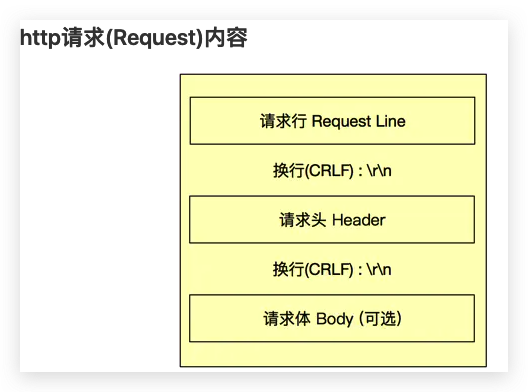 http请求(Request)内容
请求行 Request Line
换行(CRLF) : \r\n
请求头 Header
换行(CRLF) : \r\n
请求体 Body (可选)